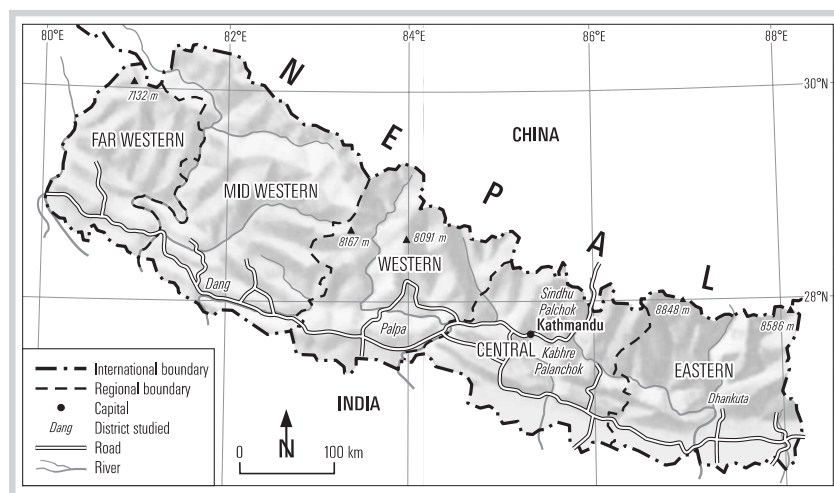 80°E
82°E
84°E
86°E
88°E
30°N
7132 m
N
E
P
A
L
CHINA
FAR WESTERN
MID WESTERN
8167 m
8091 m
WESTERN
28°N
Dang
Sindhu
Palchok
8848 m
8586 m
Kathmandu
Palpa
CENTRAL
Kabhre
Palanchok
EASTERN
Dhankuta
INDIA
International boundary
Regional boundary
Capital
Dang District studied
Road
River
N
0 100 km